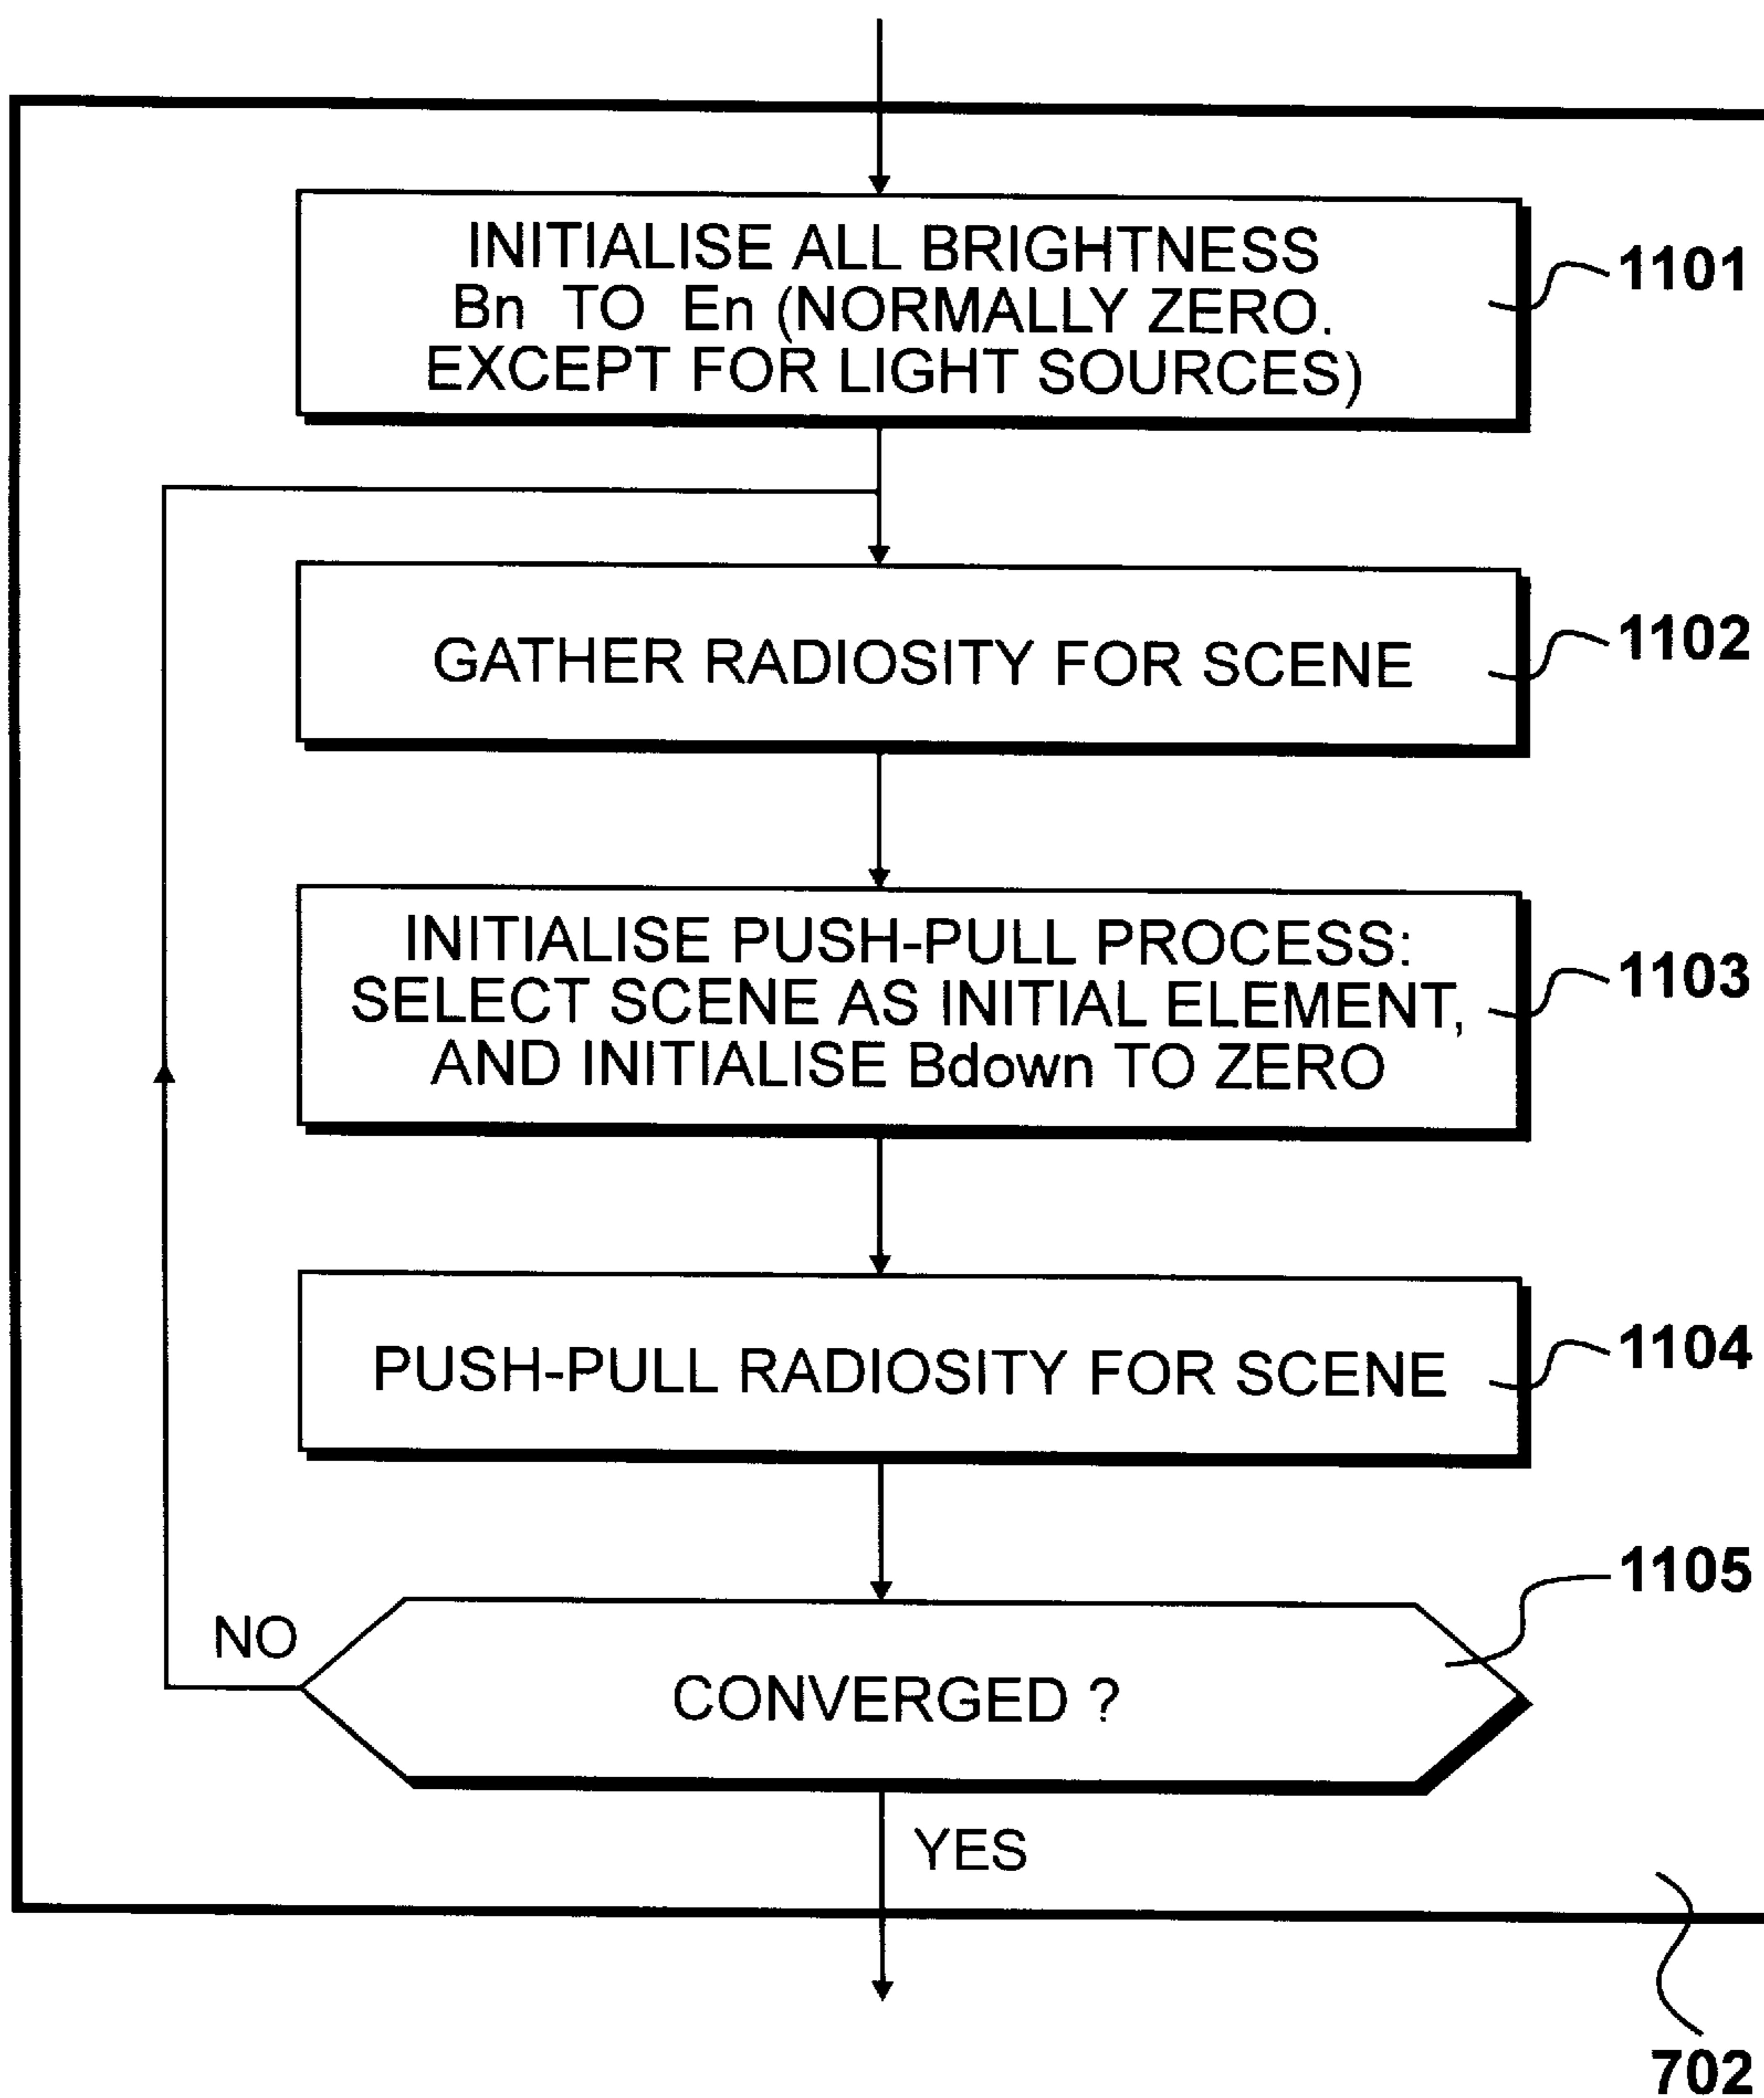 INITIALISE ALL BRIGHTNESS
Bn TO En (NORMALLY ZERO.
EXCEPT FOR LIGHT SOURCES)
1101
GATHER RADIOSITY FOR SCENE
1102
INITIALISE PUSH-PULL PROCESS:
SELECT SCENE AS INITIAL ELEMENT,
AND INITIALISE Bdown TO ZERO
1103
PUSH-PULL RADIOSITY FOR SCENE
1104
1105
NO
CONVERGED ?
YES
702